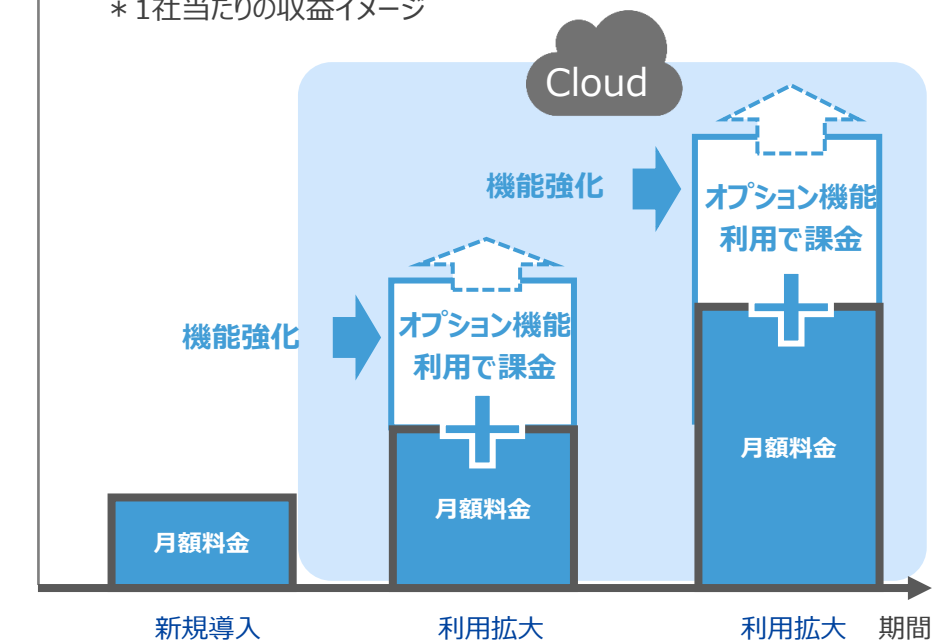 ＊1社当たりの収益イメージ
Cloud
機能強化
オプション機能
利用で課金
機能強化
オプション機能
利用で課金
月額料金
月額料金
月額料金
新規導入
利用拡大
利用拡大
期間